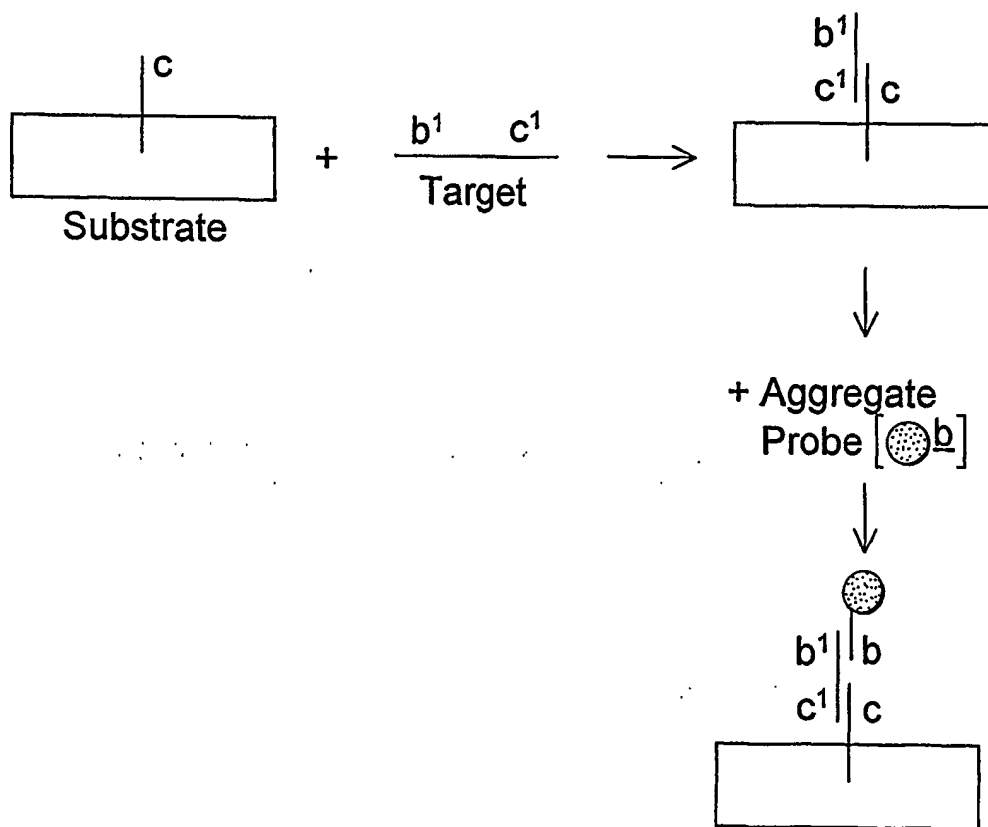 c
+
b¹ c¹
Target
Substrate
b¹
c¹ c
+ Aggregate
Probe [ b]
b¹ b
c¹ c